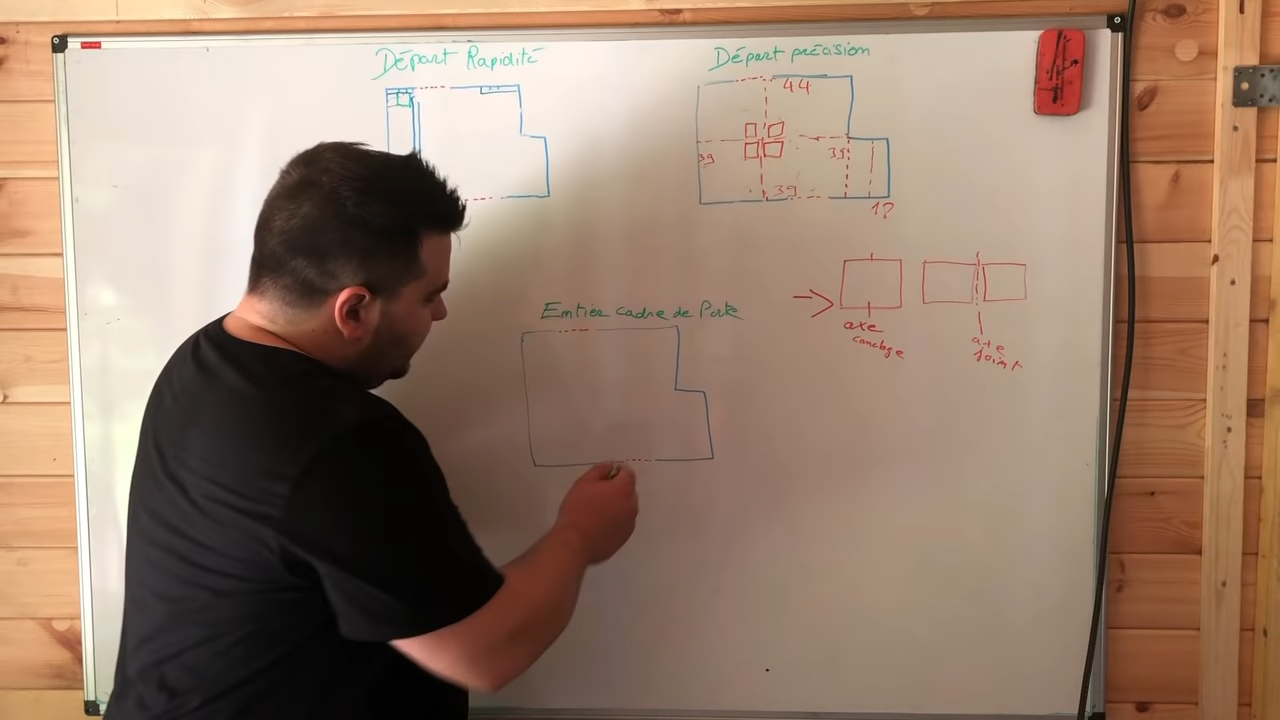 Départ Rapidité
Départ précision
44
39
39
39
1?
Entier cadre de Porte
axe
carrelage
axe
joint